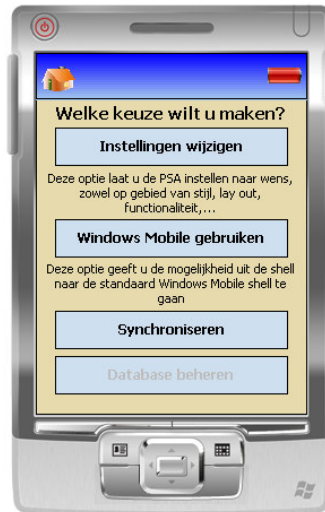 Welke keuze wilt u maken?
Instellingen wijzigen
Deze optie laat u de PSA instellen naar wens,
zowel op gebied van stijl, lay out,
functionaliteit,...
Windows Mobile gebruiken
Deze optie geeft u de mogelijkheid uit de shell
naar de standaard Windows Mobile shell te
gaan
Synchroniseren
Database beheren